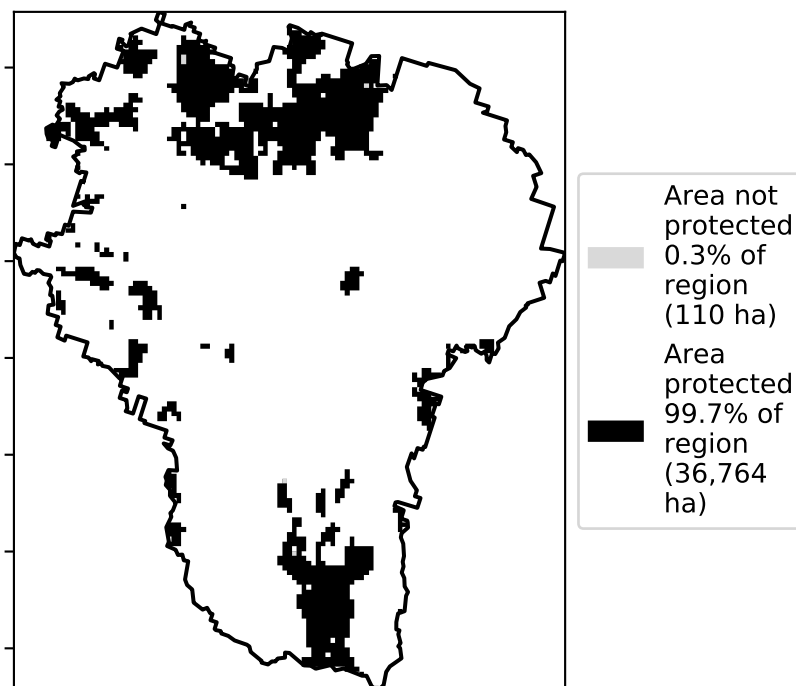 Area not
protected
0.3% of
region
(110 ha)
Area
protected
99.7% of
region
(36,764
ha)